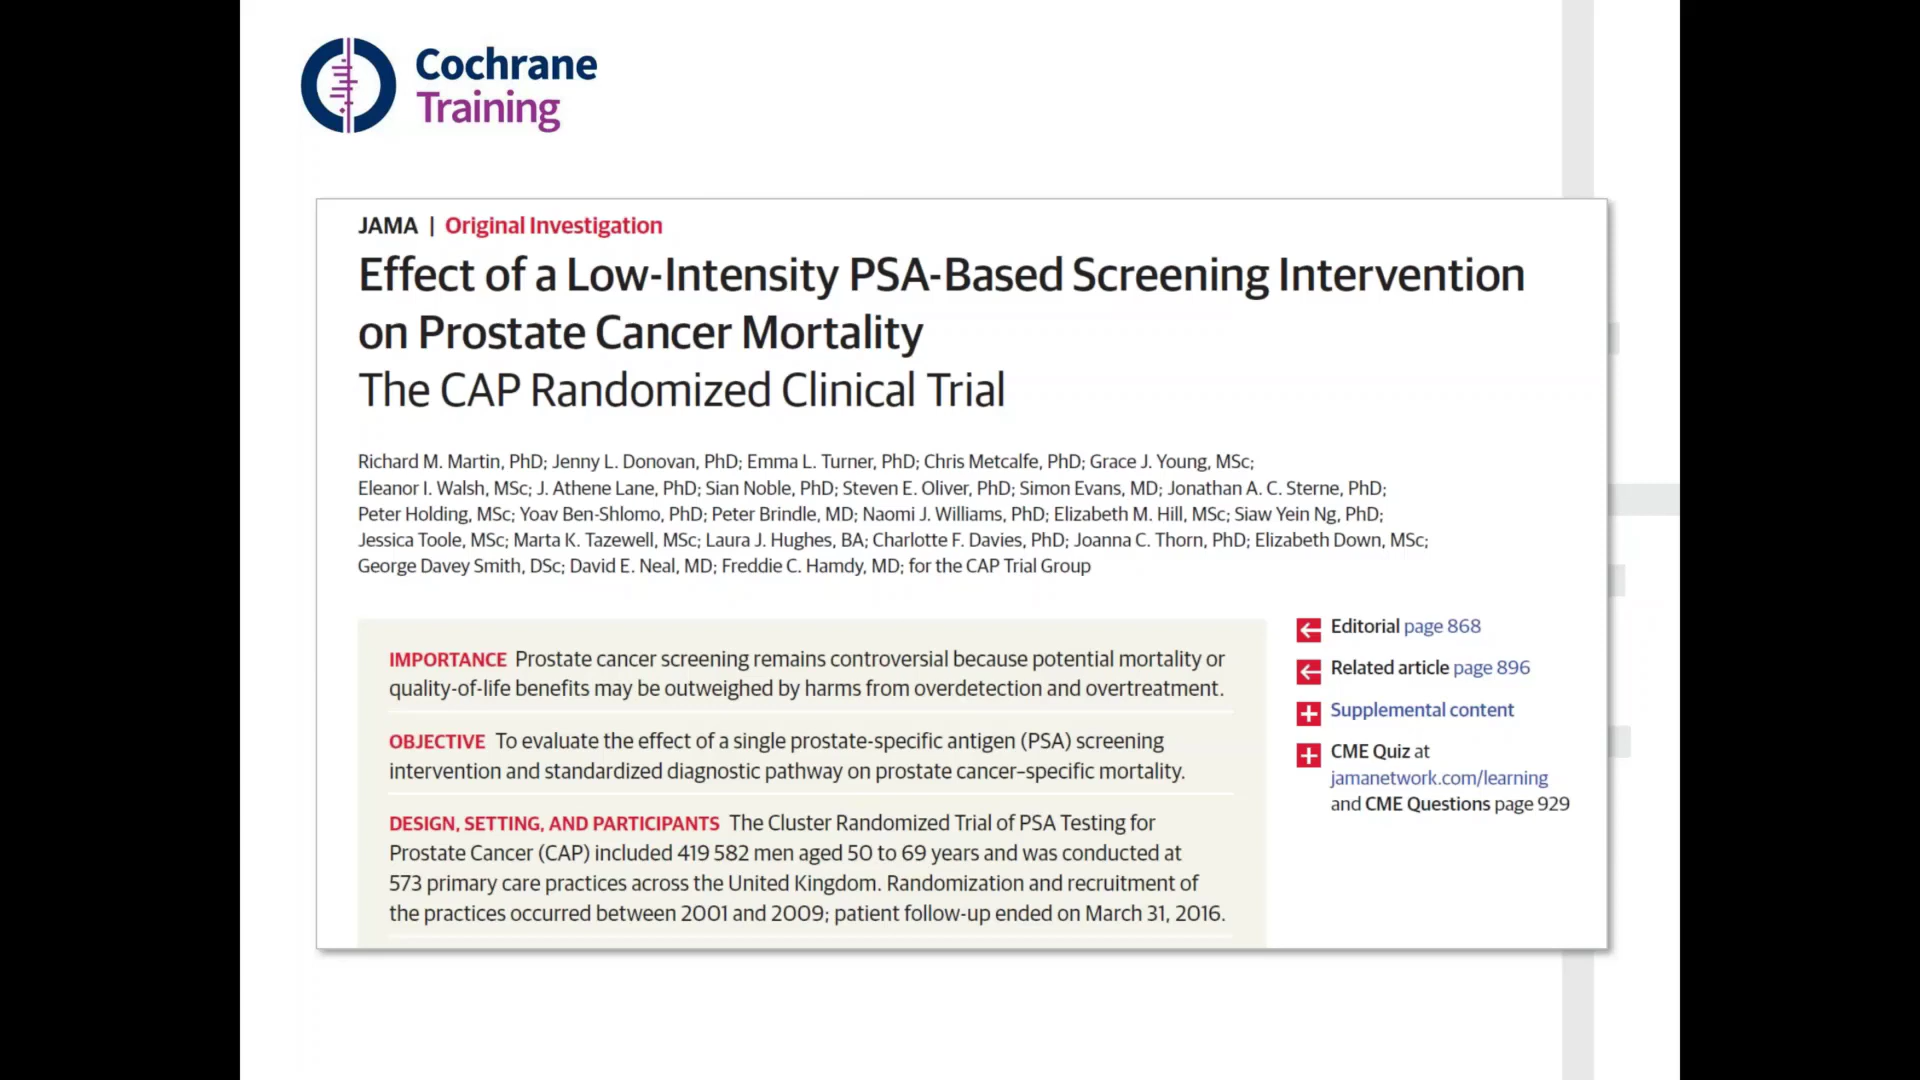 Cochrane
Training
JAMA | Original Investigation
Effect of a Low-Intensity PSA-Based Screening Intervention
on Prostate Cancer Mortality
The CAP Randomized Clinical Trial
Richard M. Martin, PhD; Jenny L. Donovan, PhD; Emma L. Turner, PhD; Chris Metcalfe, PhD; Grace J. Young, MSc;
Eleanor I. Walsh, MSc; J. Athene Lane, PhD; Sian Noble, PhD; Steven E. Oliver, PhD; Simon Evans, MD; Jonathan A. C. Sterne, PhD;
Peter Holding, MSc; Yoav Ben-Shlomo, PhD; Peter Brindle, MD; Naomi J. Williams, PhD; Elizabeth M. Hill, MSc; Siaw Yein Ng, PhD;
Jessica Toole, MSc; Marta K. Tazewell, MSc; Laura J. Hughes, BA; Charlotte F. Davies, PhD; Joanna C. Thorn, PhD; Elizabeth Down, MSc;
George Davey Smith, DSc; David E. Neal, MD; Freddie C. Hamdy, MD; for the CAP Trial Group
IMPORTANCE Prostate cancer screening remains controversial because potential mortality or
quality-of-life benefits may be outweighed by harms from overdetection and overtreatment.
OBJECTIVE To evaluate the effect of a single prostate-specific antigen (PSA) screening
intervention and standardized diagnostic pathway on prostate cancer–specific mortality.
DESIGN, SETTING, AND PARTICIPANTS The Cluster Randomized Trial of PSA Testing for
Prostate Cancer (CAP) included 419 582 men aged 50 to 69 years and was conducted at
573 primary care practices across the United Kingdom. Randomization and recruitment of
the practices occurred between 2001 and 2009; patient follow-up ended on March 31, 2016.
Editorial page 868
Related article page 896
Supplemental content
CME Quiz at
jamanetwork.com/learning
and CME Questions page 929